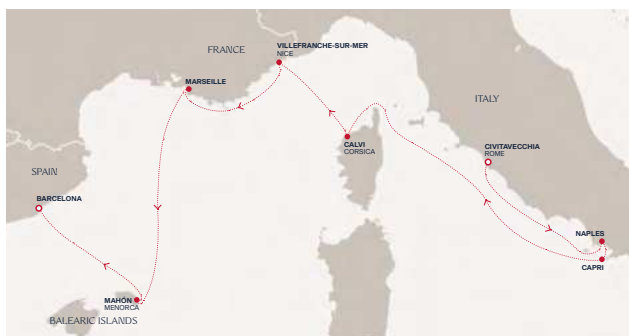 FRANCE
VILLEFRANCHE-SUR-MER
NICE
MARSEILLE
ITALY
CALVI
CORSICA
CIVITAVECCHIA
ROME
SPAIN
BARCELONA
NAPLES
CAPRI
MAHÓN
MENORCA
BALEARIC ISLANDS